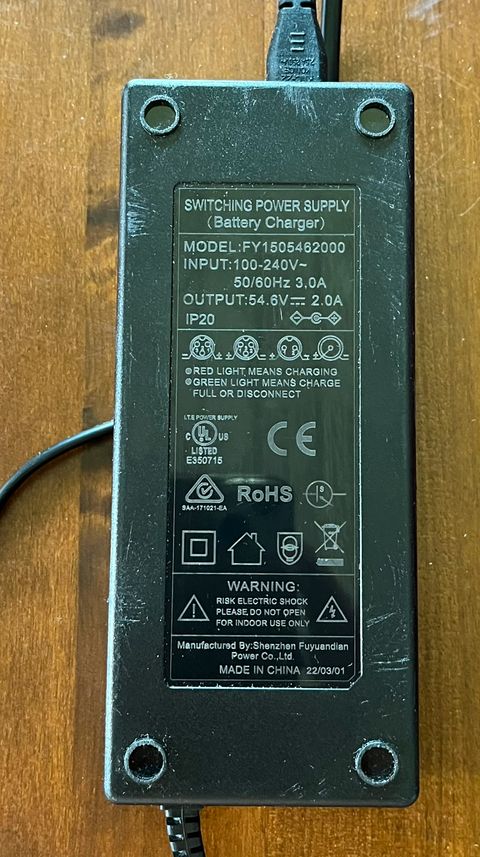 SWITCHING POWER SUPPLY
(Battery Charger)
MODEL:FY1505462000
INPUT:100-240V~
50/60Hz 3.0A
OUTPUT:54.6V⎓ 2.0A
IP20
RED LIGHT MEANS CHARGING
GREEN LIGHT MEANS CHARGE
FULL OR DISCONNECT
I.T.E POWER SUPPLY
C UL US
LISTED
E350715
CE
SAA-171021-EA
RoHS
WARNING:
RISK ELECTRIC SHOCK
PLEASE DO NOT OPEN
FOR INDOOR USE ONLY
Manufactured By:Shenzhen Fuyuandian
Power Co.,Ltd.
MADE IN CHINA 22/03/01